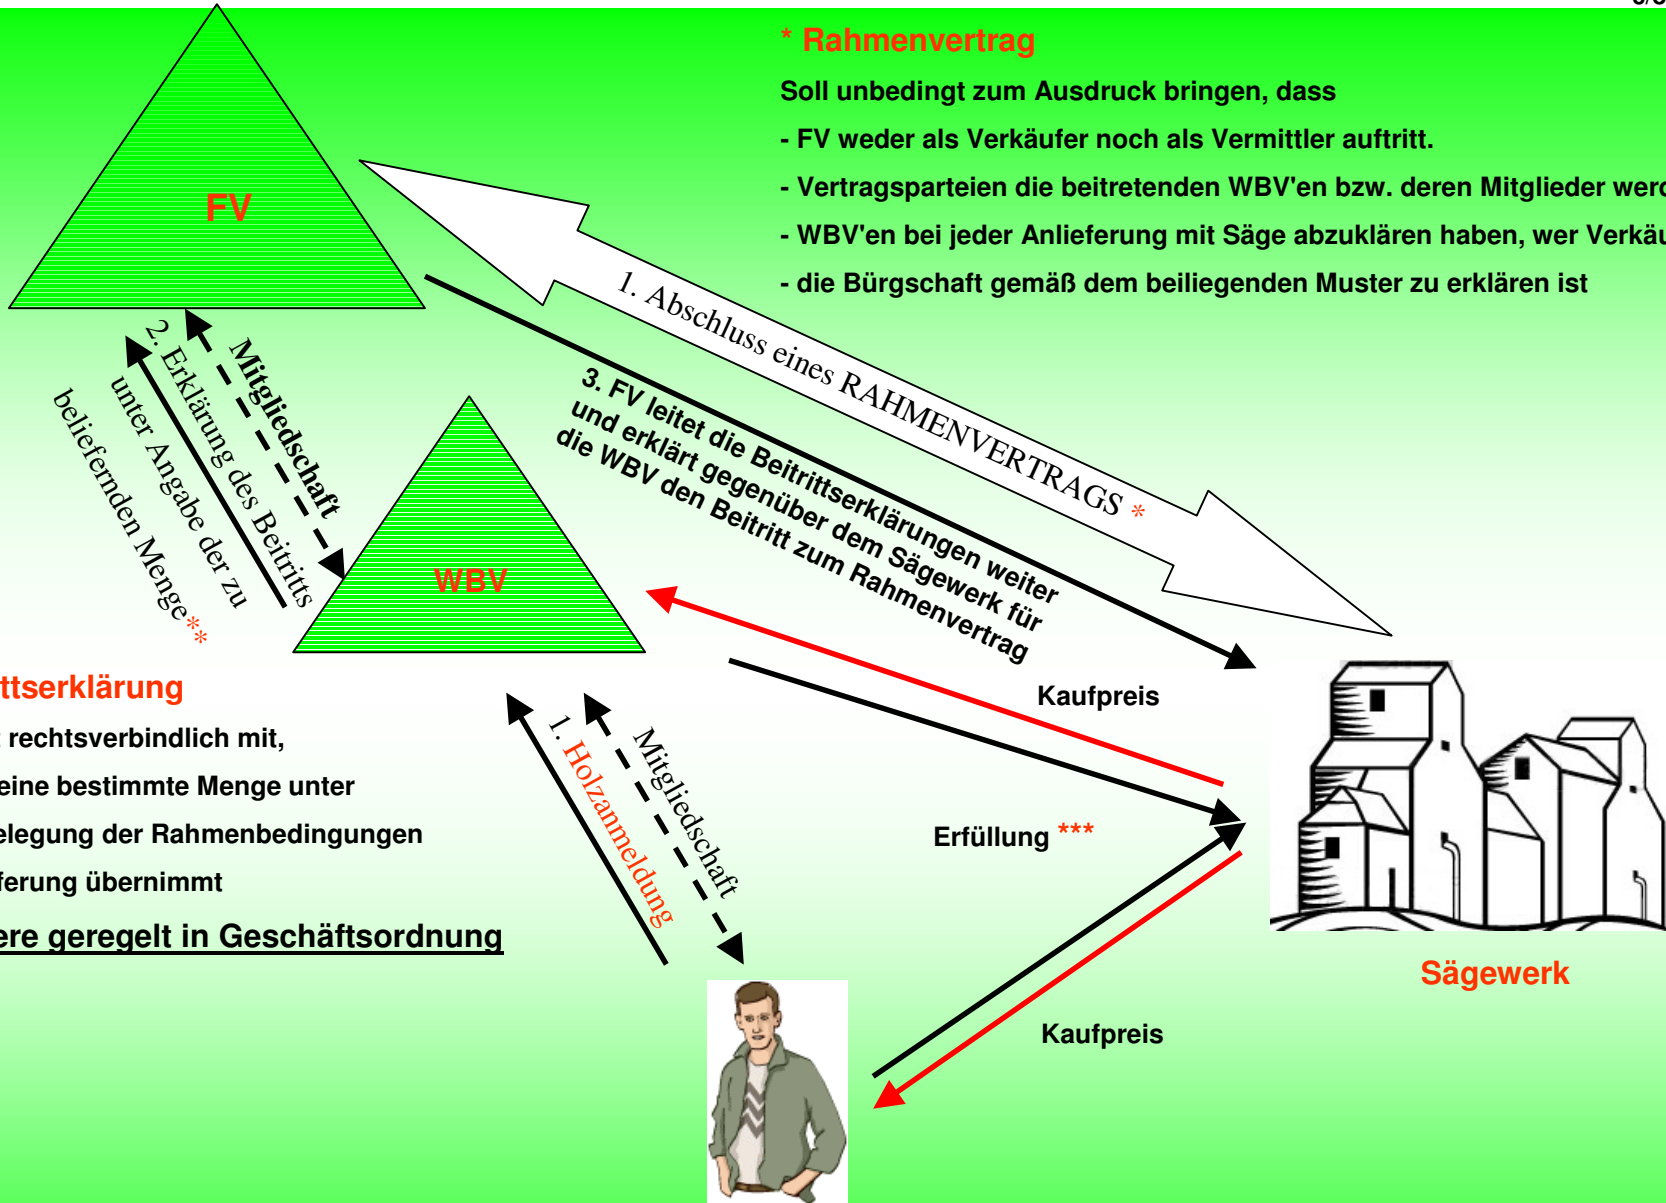 * Rahmenvertrag
Soll unbedingt zum Ausdruck bringen, dass
- FV weder als Verkäufer noch als Vermittler auftritt.
- Vertragsparteien die beitretenden WBV'en bzw. deren Mitglieder
- WBV'en bei jeder Anlieferung mit Säge abzuklären haben, wer
- die Bürgschaft gemäß dem beiliegenden Muster zu erklären ist
FV
1. Abschluss eines RAHMENVERTRAGS *
3. FV leitet die Beitrittserklärungen weiter
und erklärt gegenüber dem Sägewerk für
die WBV den Beitritt zum Rahmenvertrag
Mitgliedschaft
2. Erklärung des Beitritts
unter Angabe der zu
beliefernden Menge**
WBV
ttserklärung
rechtsverbindlich mit,
eine bestimmte Menge unter
elegung der Rahmenbedingungen
ferung übernimmt
ere geregelt in Geschäftsordnung
1. Holzanmeldung
Mitgliedschaft
Kaufpreis
Erfüllung ***
Kaufpreis
Sägewerk